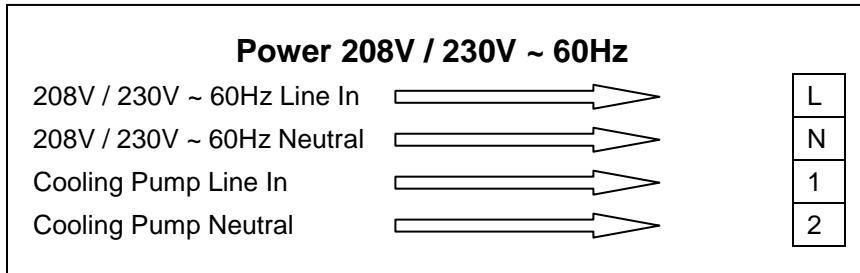 Power 208V / 230V ~ 60Hz
208V / 230V ~ 60Hz Line In L
208V / 230V ~ 60Hz Neutral N
Cooling Pump Line In 1
Cooling Pump Neutral 2